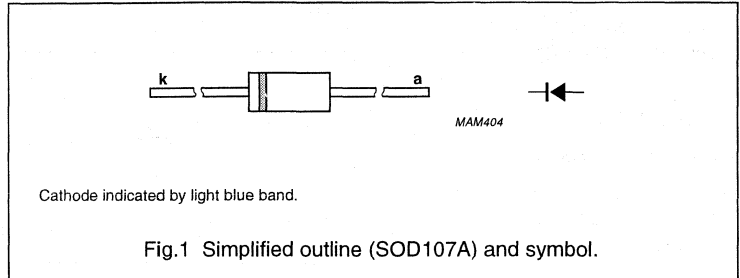 k
a
MAM404
Cathode indicated by light blue band.
Fig.1 Simplified outline (SOD107A) and symbol.